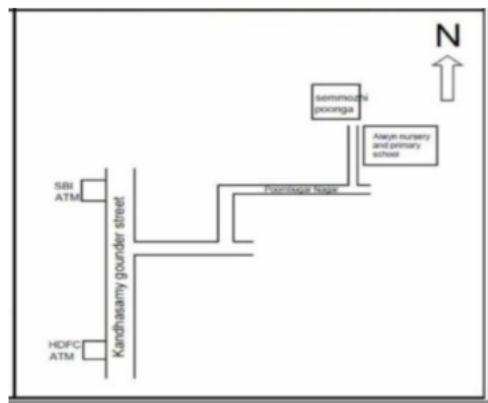 N
semmozhi
poonga
Alwyn nursery
and primary
school
Poombugar Nagar
SBI
ATM
Kandhasamy gounder street
HDFC
ATM